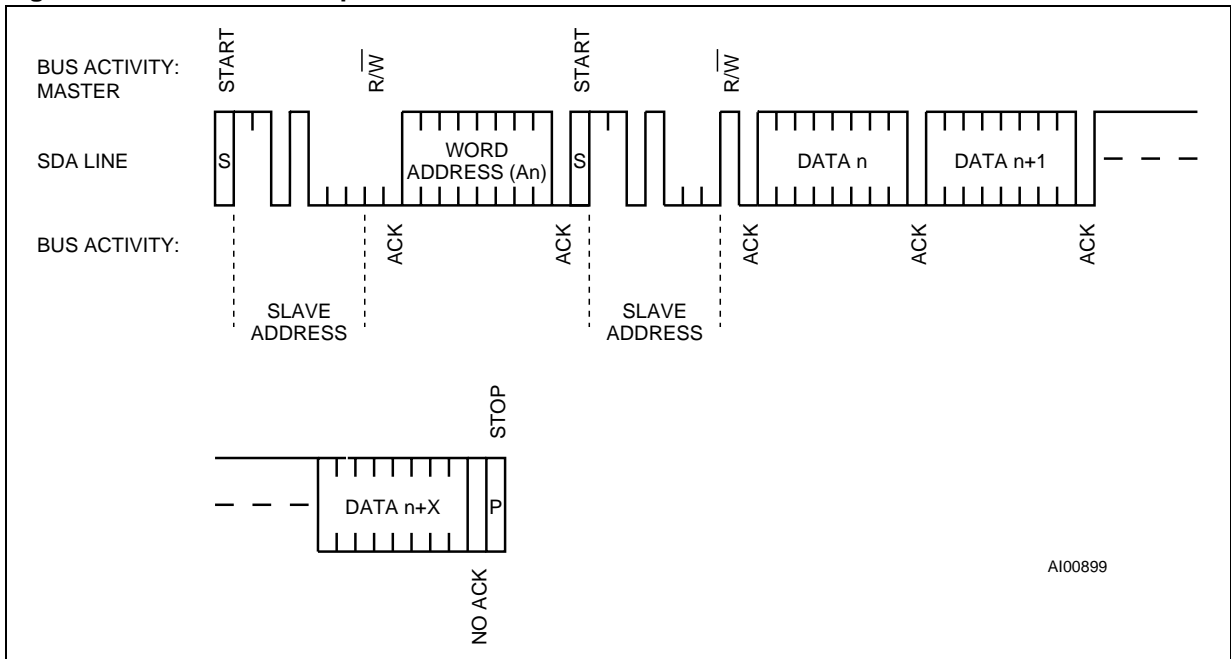 BUS ACTIVITY:
MASTER
START
R/W
START
R/W
SDA LINE
S
WORD
ADDRESS (An)
S
DATA n
DATA n+1
BUS ACTIVITY:
ACK
ACK
ACK
ACK
ACK
SLAVE
ADDRESS
SLAVE
ADDRESS
STOP
DATA n+X
P
NO ACK
AI00899